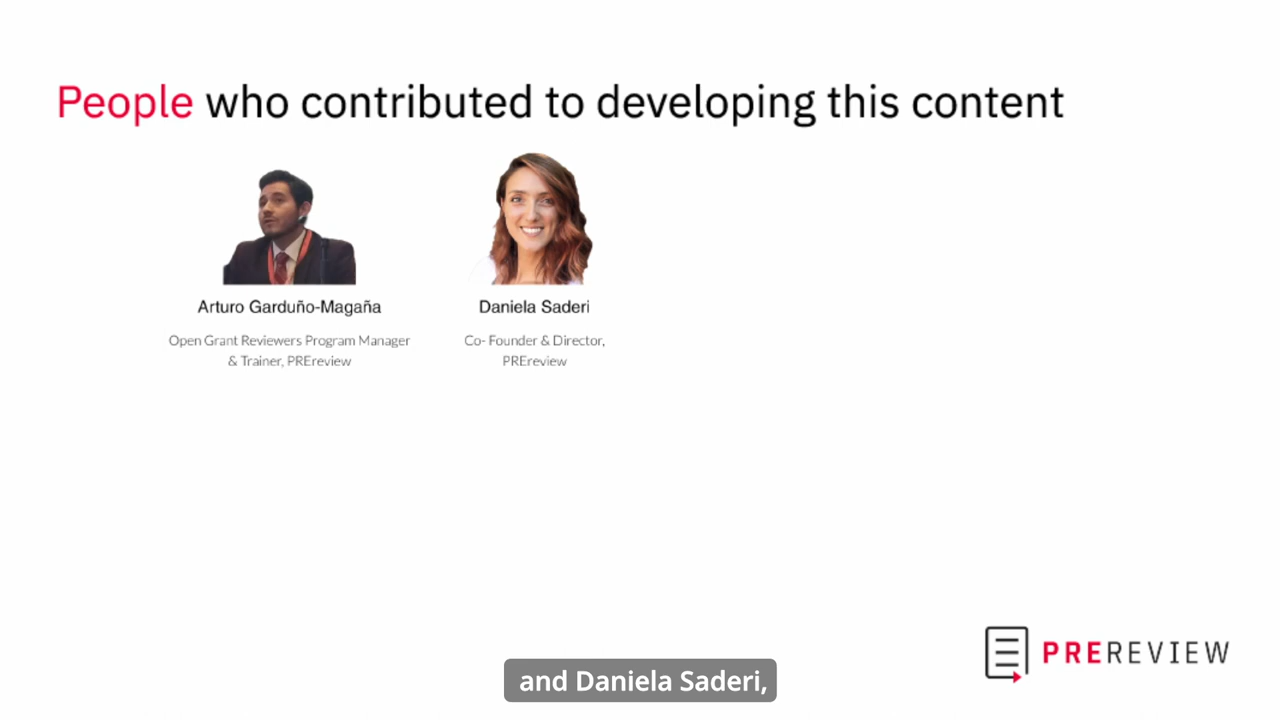 People who contributed to developing this content
Arturo Garduño-Magaña
Open Grant Reviewers Program Manager
& Trainer, PREreview
Daniela Saderi
Co- Founder & Director,
PREreview
PREREVIEW
and Daniela Saderi,